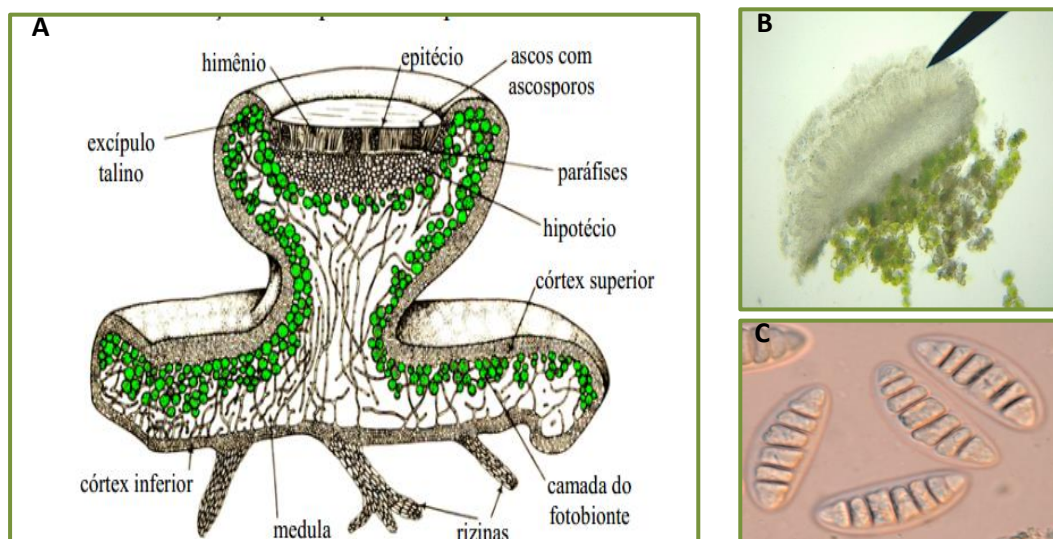 A
himênio
epitécio
ascos com
ascosporos
excípulo
talino
paráfises
hipotécio
córtex superior
córtex inferior
medula
rizinas
camada do
fotobionte
B
C